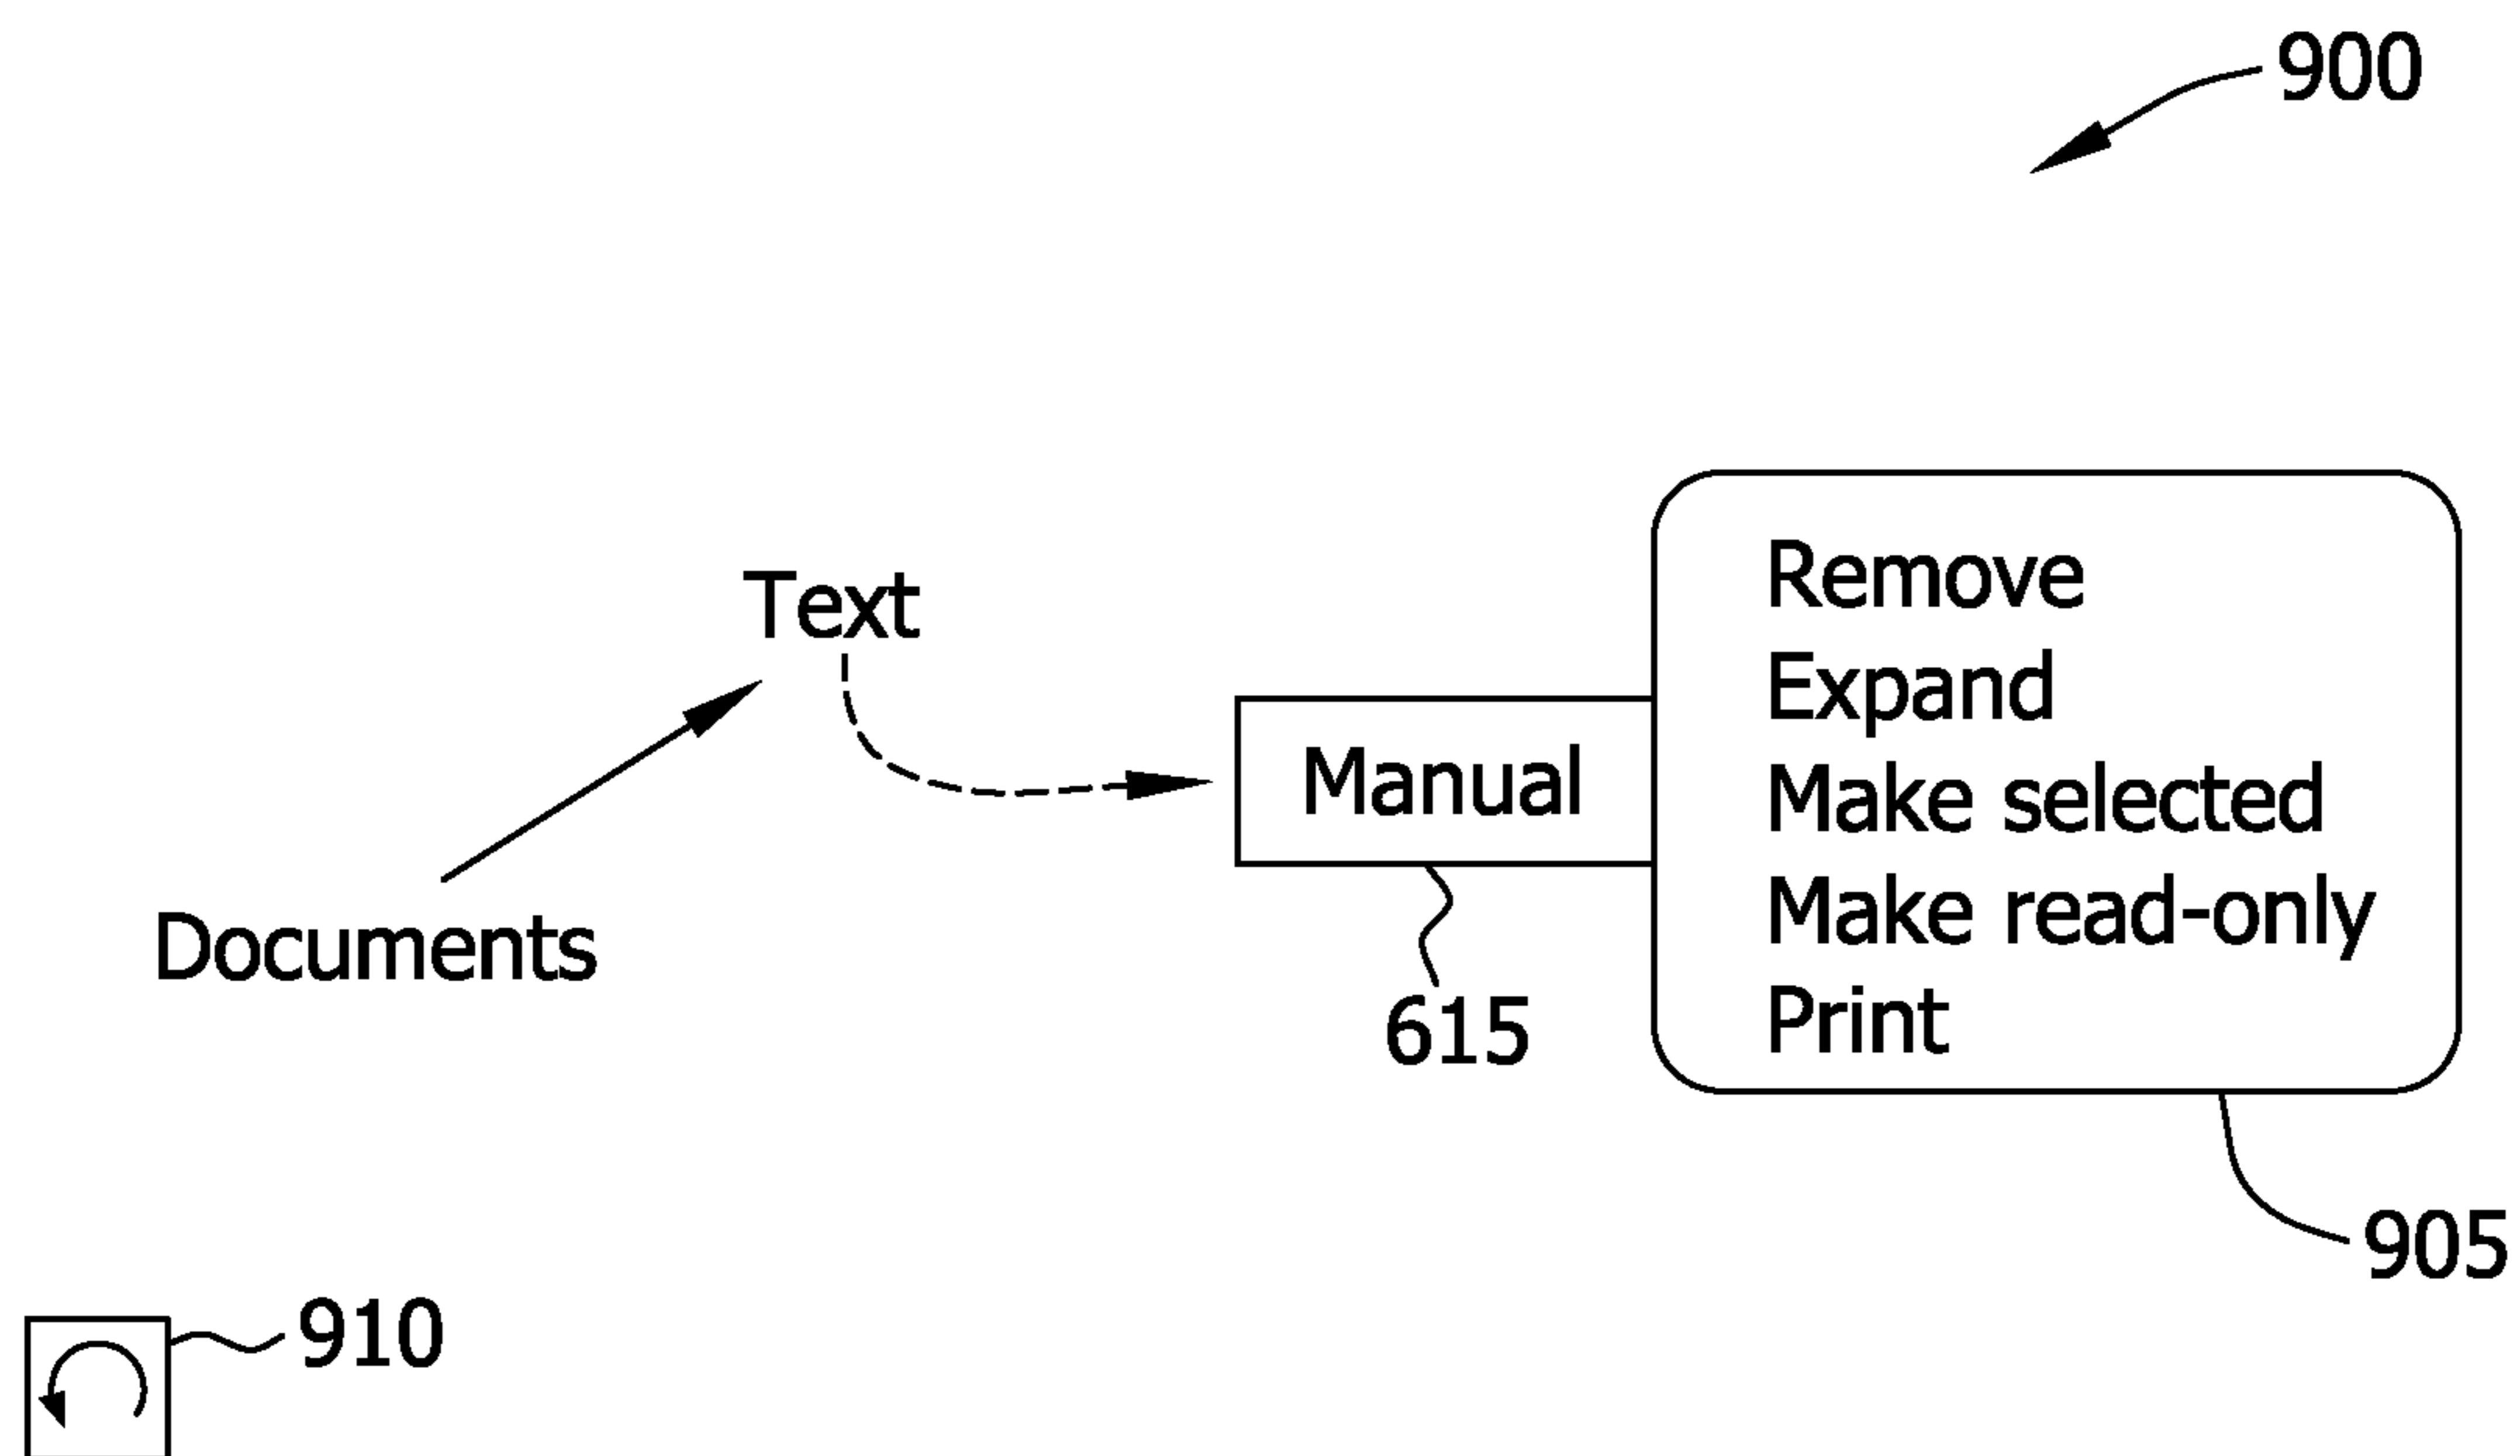 900
Text
Remove
Expand
Make selected
Make read-only
Print
Manual
Documents
615
905
910